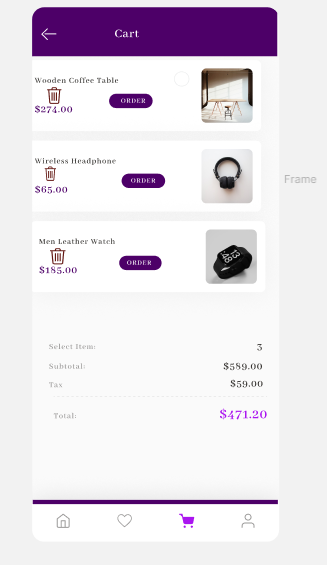 Cart
Wooden Coffee Table
ORDER
$274.00
Wireless Headphone
ORDER
$65.00
Frame
Men Leather Watch
ORDER
$185.00
Select Item: 3
Subtotal: $589.00
Tax $59.00
Total: $471.20